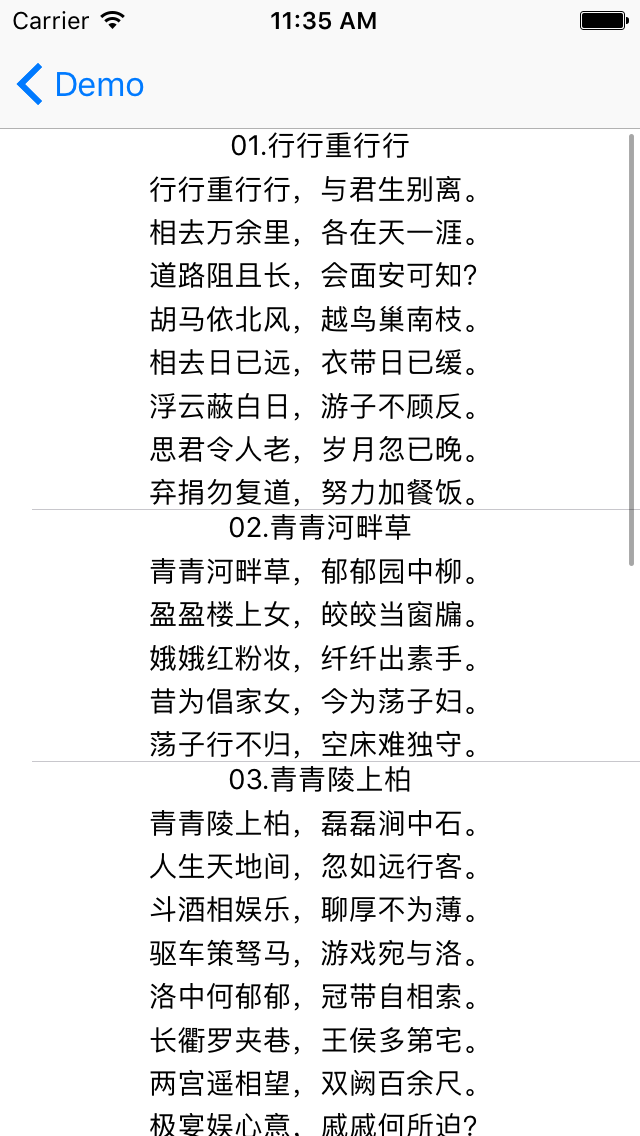 Carrier 11:35 AM
Demo
01.行行重行行
行行重行行，与君生别离。
相去万余里，各在天一涯。
道路阻且长，会面安可知?
胡马依北风，越鸟巢南枝。
相去日已远，衣带日已缓。
浮云蔽白日，游子不顾反。
思君令人老，岁月忽已晚。
弃捐勿复道，努力加餐饭。
02.青青河畔草
青青河畔草，郁郁园中柳。
盈盈楼上女，皎皎当窗牖。
娥娥红粉妆，纤纤出素手。
昔为倡家女，今为荡子妇。
荡子行不归，空床难独守。
03.青青陵上柏
青青陵上柏，磊磊涧中石。
人生天地间，忽如远行客。
斗酒相娱乐，聊厚不为薄。
驱车策驽马，游戏宛与洛。
洛中何郁郁，冠带自相索。
长衢罗夹巷，王侯多第宅。
两宫遥相望，双阙百余尺。
极宴娱心意，戚戚何所迫?